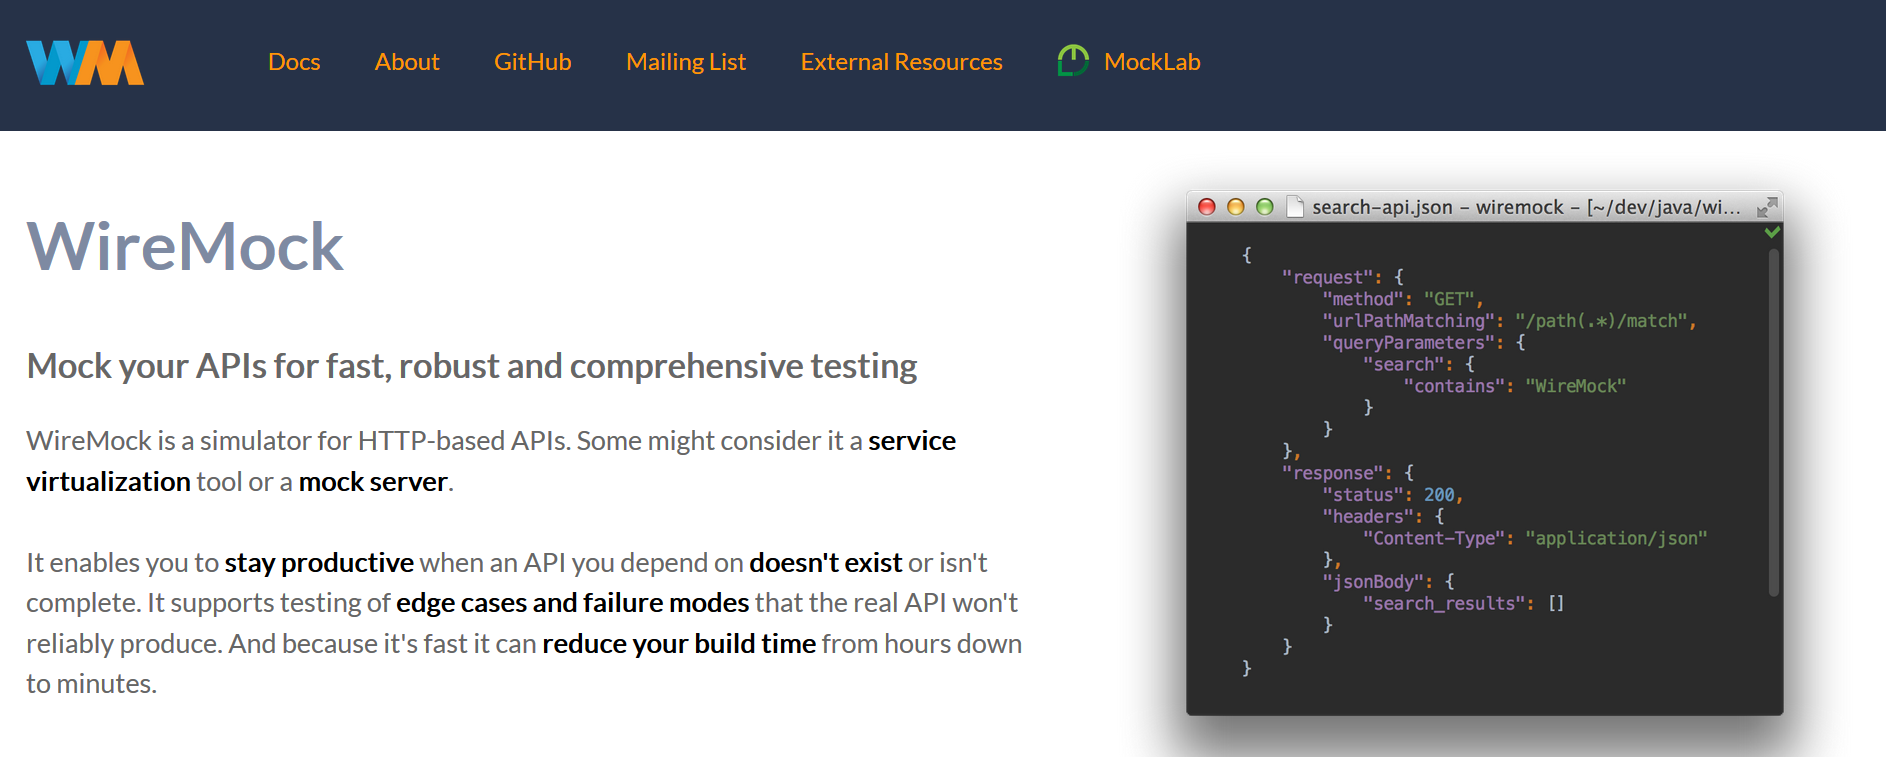 WM
Docs
About
GitHub
Mailing List
External Resources
MockLab
WireMock
Mock your APIs for fast, robust and comprehensive testing
WireMock is a simulator for HTTP-based APIs. Some might consider it a service
virtualization tool or a mock server.
It enables you to stay productive when an API you depend on doesn't exist or isn't
complete. It supports testing of edge cases and failure modes that the real API won't
reliably produce. And because it's fast it can reduce your build time from hours down
to minutes.
search-api.json – wiremock – [~/dev/java/wi...
{
"request": {
"method": "GET",
"urlPathMatching": "/path(.*)/match",
"queryParameters": {
"search": {
"contains": "WireMock"
}
}
},
"response": {
"status": 200,
"headers": {
"Content-Type": "application/json"
},
"jsonBody": {
"search_results": []
}
}
}